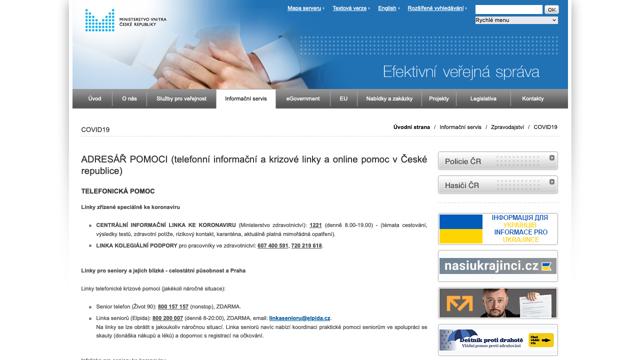 MINISTERSTVO VNITRA
ČESKÉ REPUBLIKY
Mapa serveru
Textová verze
English
Rozšířené vyhledávání
OK
Rychlé menu
Efektivní veřejná správa
Úvod
O nás
Služby pro veřejnost
Informační servis
eGovernment
EU
Nabídky a zakázky
Projekty
Legislativa
Kontakty
COVID19
Úvodní strana / Informační servis / Zpravodajství / COVID19
ADRESÁŘ POMOCI (telefonní informační a krizové linky a online pomoc v České
republice)
TELEFONICKÁ POMOC
Linky zřízené speciálně ke koronaviru
CENTRÁLNÍ INFORMAČNÍ LINKA KE KORONAVIRU (Ministerstvo zdravotnictví): 1221 (denně 8.00-19.00) - (témata cestování,
výsledky testů, zdravotní potíže, rizikový kontakt, karanténa, aktuálně platná mimořádná opatření).
LINKA KOLEGIÁLNÍ PODPORY pro pracovníky ve zdravotnictví: 607 400 591, 720 219 618.
Linky pro seniory a jejich blízké - celostátní působnost a Praha
Linky telefonické krizové pomoci (jakékoli náročné situace):
Senior telefon (Život 90): 800 157 157 (nonstop), ZDARMA.
Linka seniorů (Elpida): 800 200 007 (denně 8-20:00), ZDARMA, email: linkasenioru@elpida.cz.
Na linky se lze obrátit s jakoukoliv náročnou situací. Linka seniorů navíc nabízí koordinaci praktické pomoci seniorům ve spolupráci se
skauty (donáška nákupů a léků) a dopornoc s registrací na očkování.
Policie ČR
Hasiči ČR
ІНФОРМАЦІЯ ДЛЯ
УКРАЇНЦІВ
INFORMACE PRO
UKRAJINCE
nasiukrajinci.cz
Deštník proti drahotě
Vládní pomoc proti zdražování